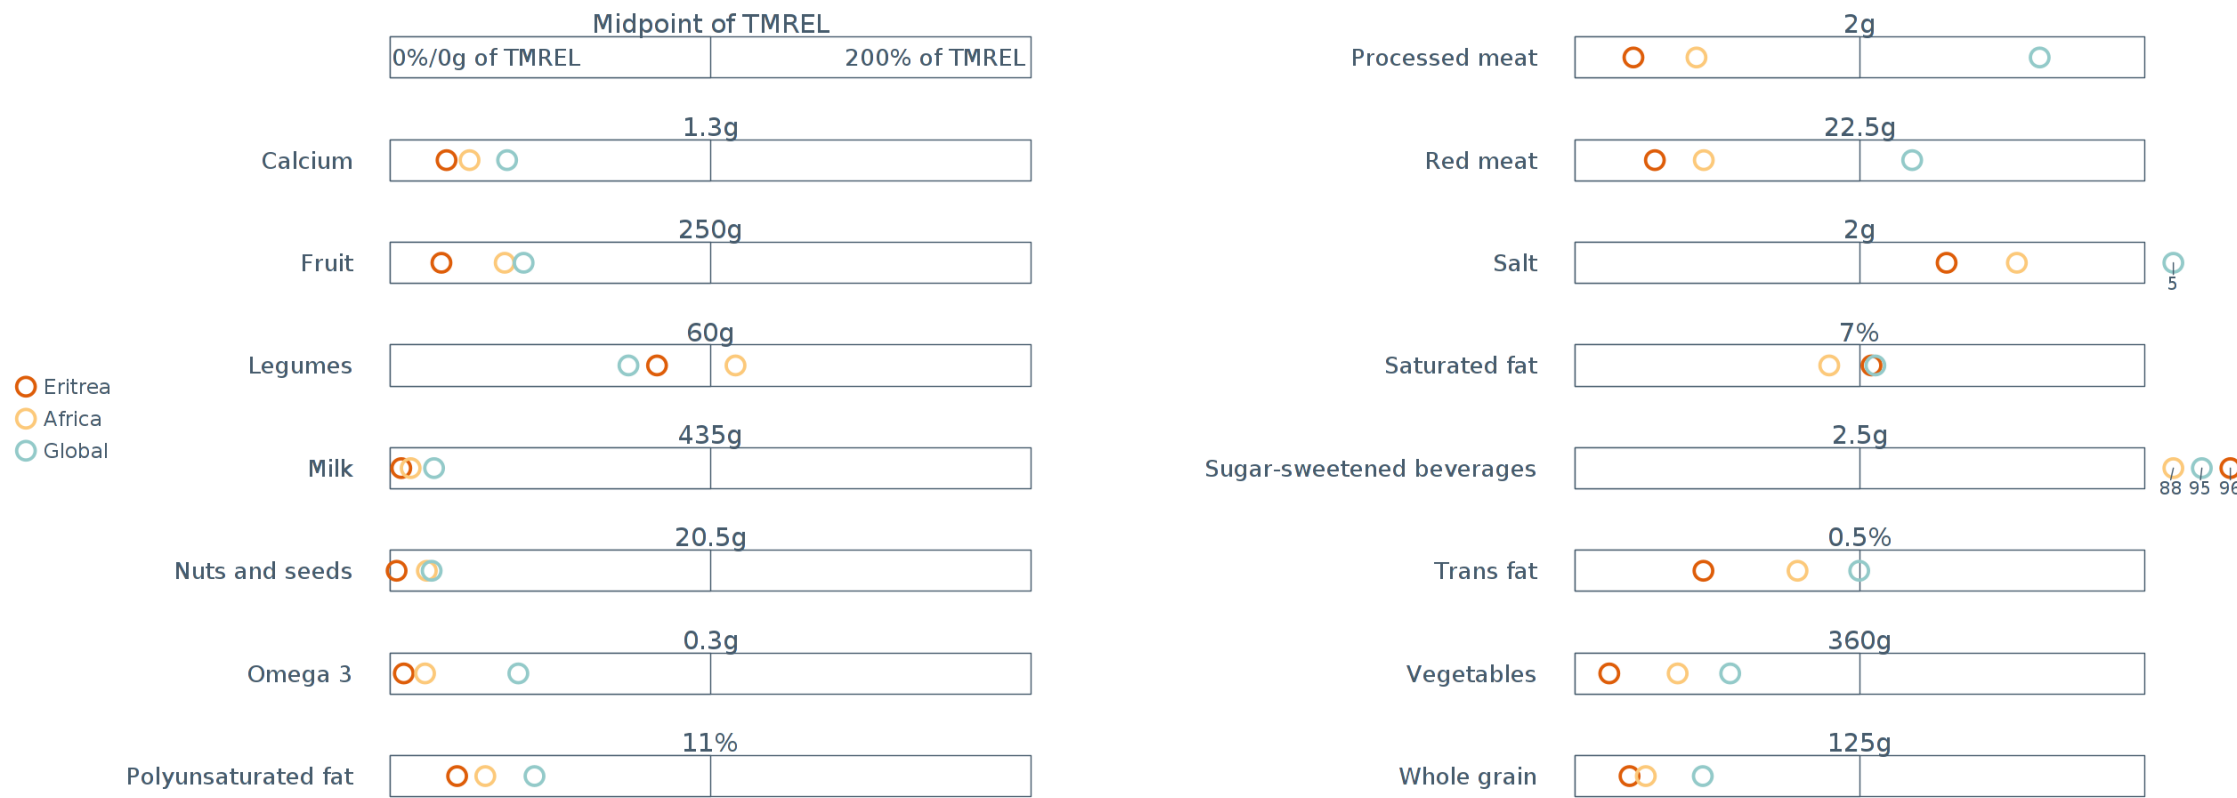 Midpoint of TMREL
0%/0g of TMREL
200% of TMREL
1.3g
Calcium
250g
Fruit
60g
Legumes
435g
Milk
20.5g
Nuts and seeds
0.3g
Omega 3
11%
Polyunsaturated fat
Eritrea
Africa
Global
2g
Processed meat
22.5g
Red meat
2g
Salt
5
7%
Saturated fat
2.5g
Sugar-sweetened beverages
88 95 96
0.5%
Trans fat
360g
Vegetables
125g
Whole grain